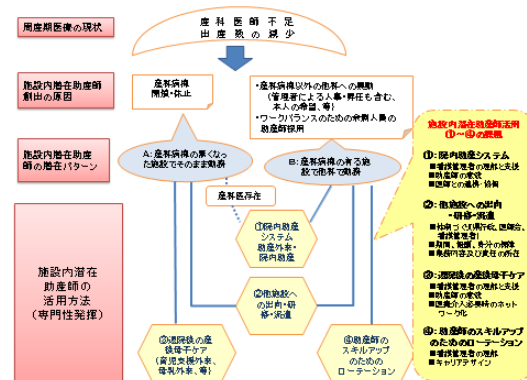 周産期医療の現状
産科医師不足
出産数の減少
施設内潜在助産師
創出の原因
産科病棟
閉鎖・休止
・産科病棟以外の他科への異動
(管理者による人事・昇任も含む、
本人の希望、等)
・ワークバランスのための余剰人員の
助産師採用
施設内潜在助産
師の潜在パターン
A:産科病棟の無くなっ
た施設でそのまま勤務
B:産科病棟の有る施
設で他科で勤務
産科医存在
施設内潜在
助産師の
活用方法
(専門性発揮)
①院内助産
システム
助産外来・
院内助産
②他施設へ
の出向・研
修・派遣
③退院後の産
後母子ケア
(育児支援外来、
母乳外来、等)
④助産師の
スキルアップ
のための
ローテーション
施設内潜在助産師活用
(①~④)の課題
①:院内助産システム
■看護管理者の理解と支援
■助産師の意欲
■医師との連携・協働
②:他施設への出向
・研修・派遣
■体制づくり(県行政、医師会、
看護管理者)
■期間、報酬、身分の保障
■業務内容及び責任の所在
③:退院後の産後母子ケア
■看護管理者の理解と支援
■助産師の意欲
■医療介入必要時のネット
ワーク化
④:助産師のスキルアップ
のためのローテーション
■看護管理者の理解
■キャリアデザイン